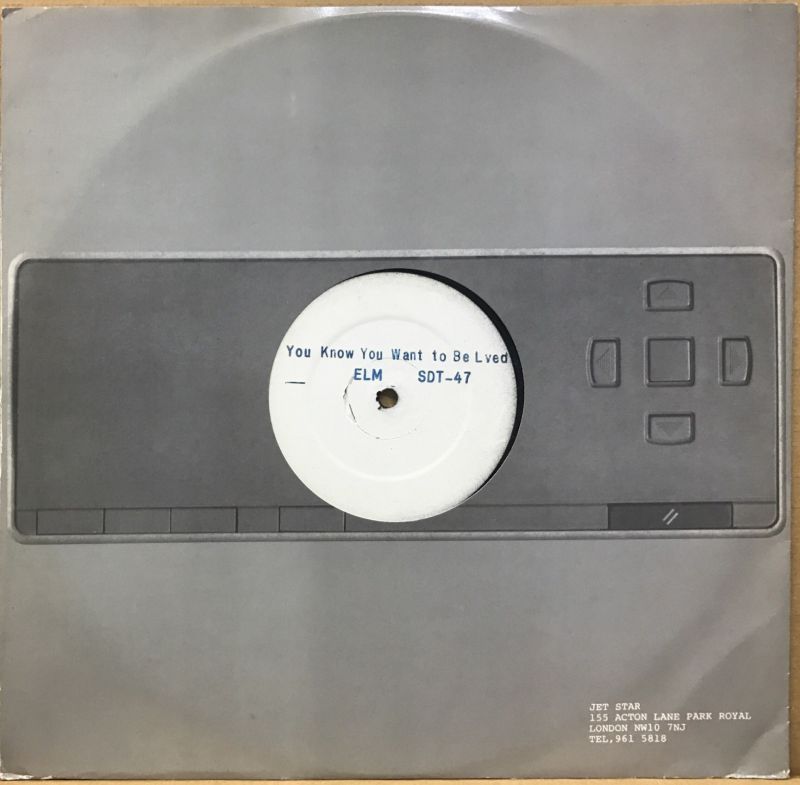 You Know You Want to Be Lved
ELM SDT-47
JET STAR
155 ACTON LANE PARK ROYAL
LONDON NW10 7NJ
TEL,961 5818